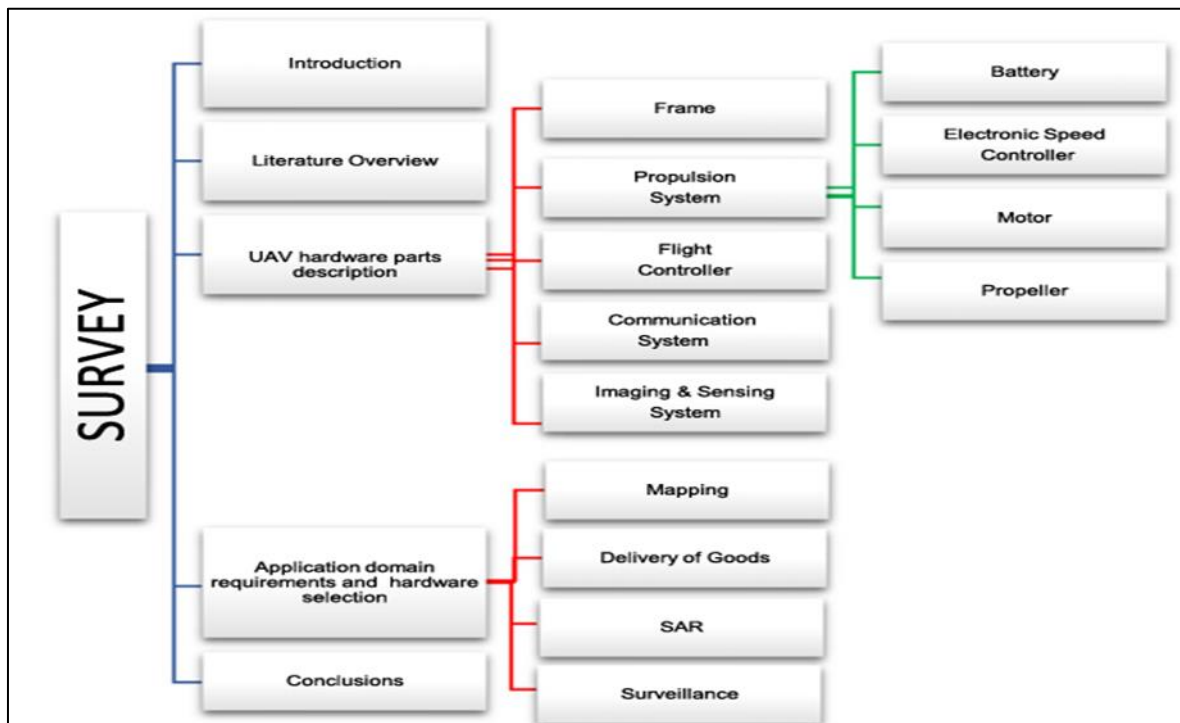 SURVEY
Introduction
Literature Overview
UAV hardware parts
description
Frame
Propulsion
System
Battery
Electronic Speed
Controller
Motor
Propeller
Flight
Controller
Communication
System
Imaging & Sensing
System
Application domain
requirements and hardware
selection
Mapping
Delivery of Goods
SAR
Surveillance
Conclusions